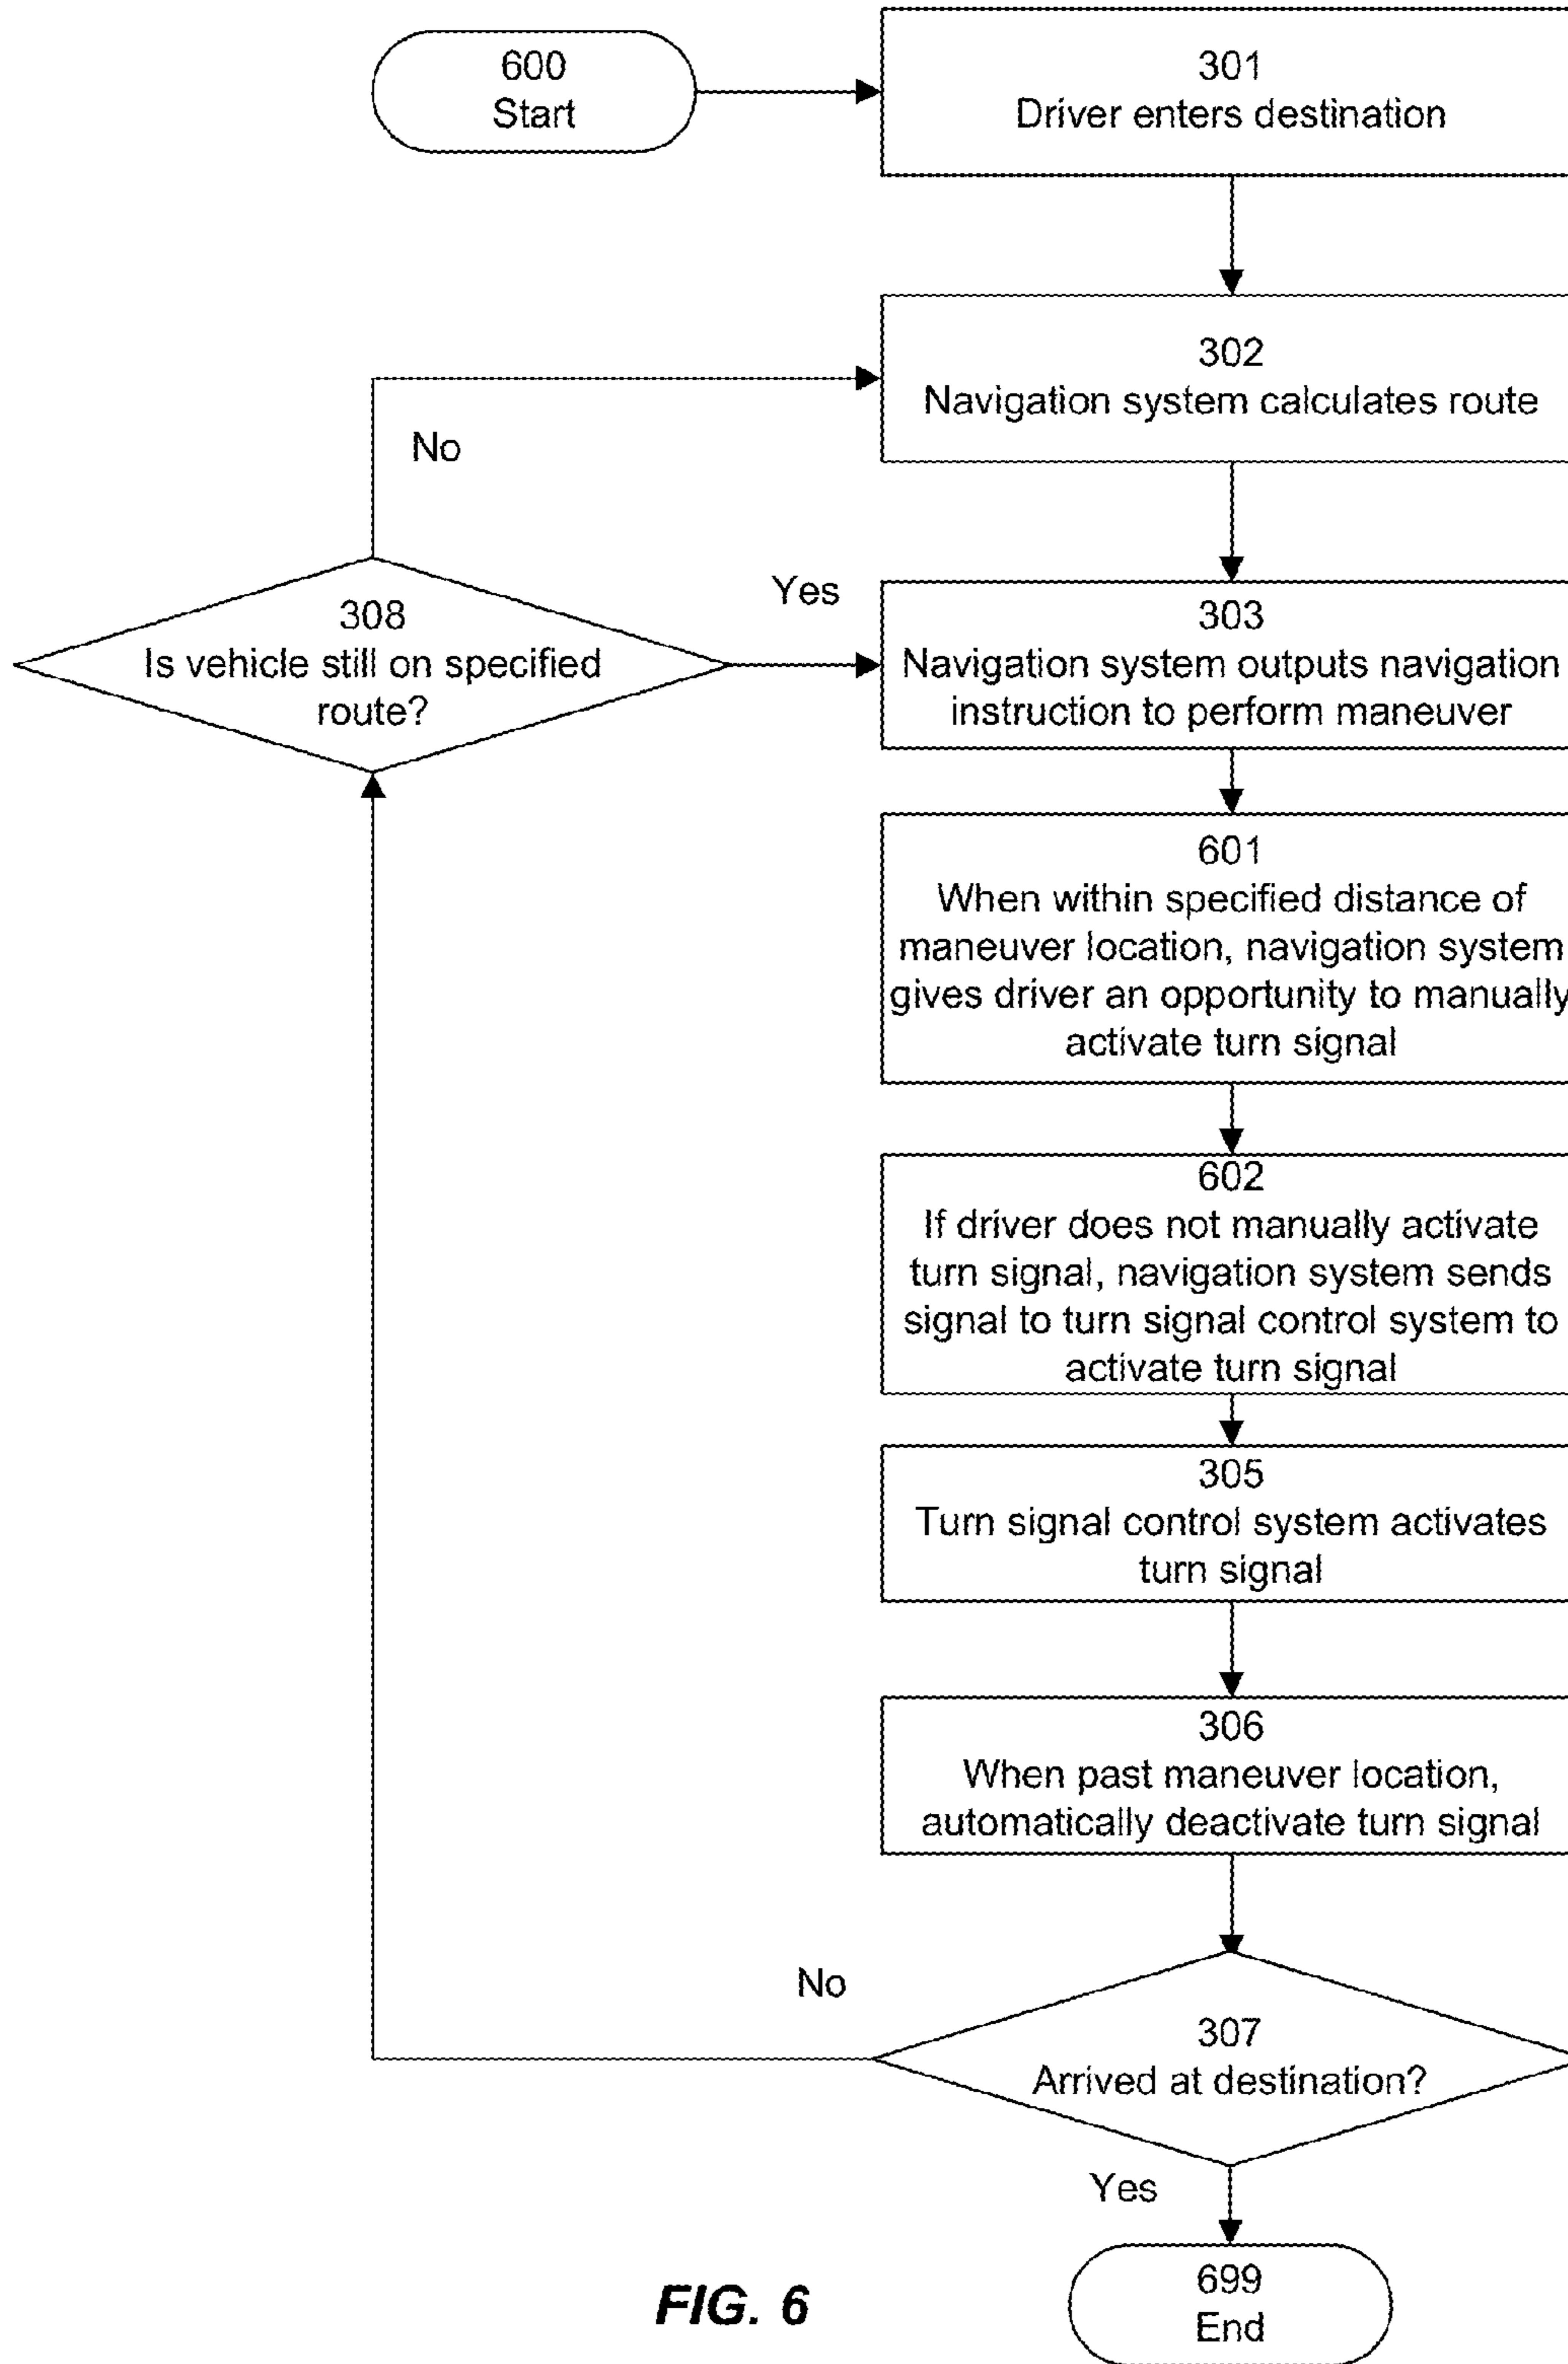 600
Start
301
Driver enters destination
302
Navigation system calculates route
No
Yes
308
Is vehicle still on specified
route?
303
Navigation system outputs navigation
instruction to perform maneuver
601
When within specified distance of
maneuver location, navigation system
gives driver an opportunity to manually
activate turn signal
602
If driver does not manually activate
turn signal, navigation system sends
signal to turn signal control system to
activate turn signal
305
Turn signal control system activates
turn signal
306
When past maneuver location,
automatically deactivate turn signal
No
307
Arrived at destination?
Yes
699
End
FIG. 6